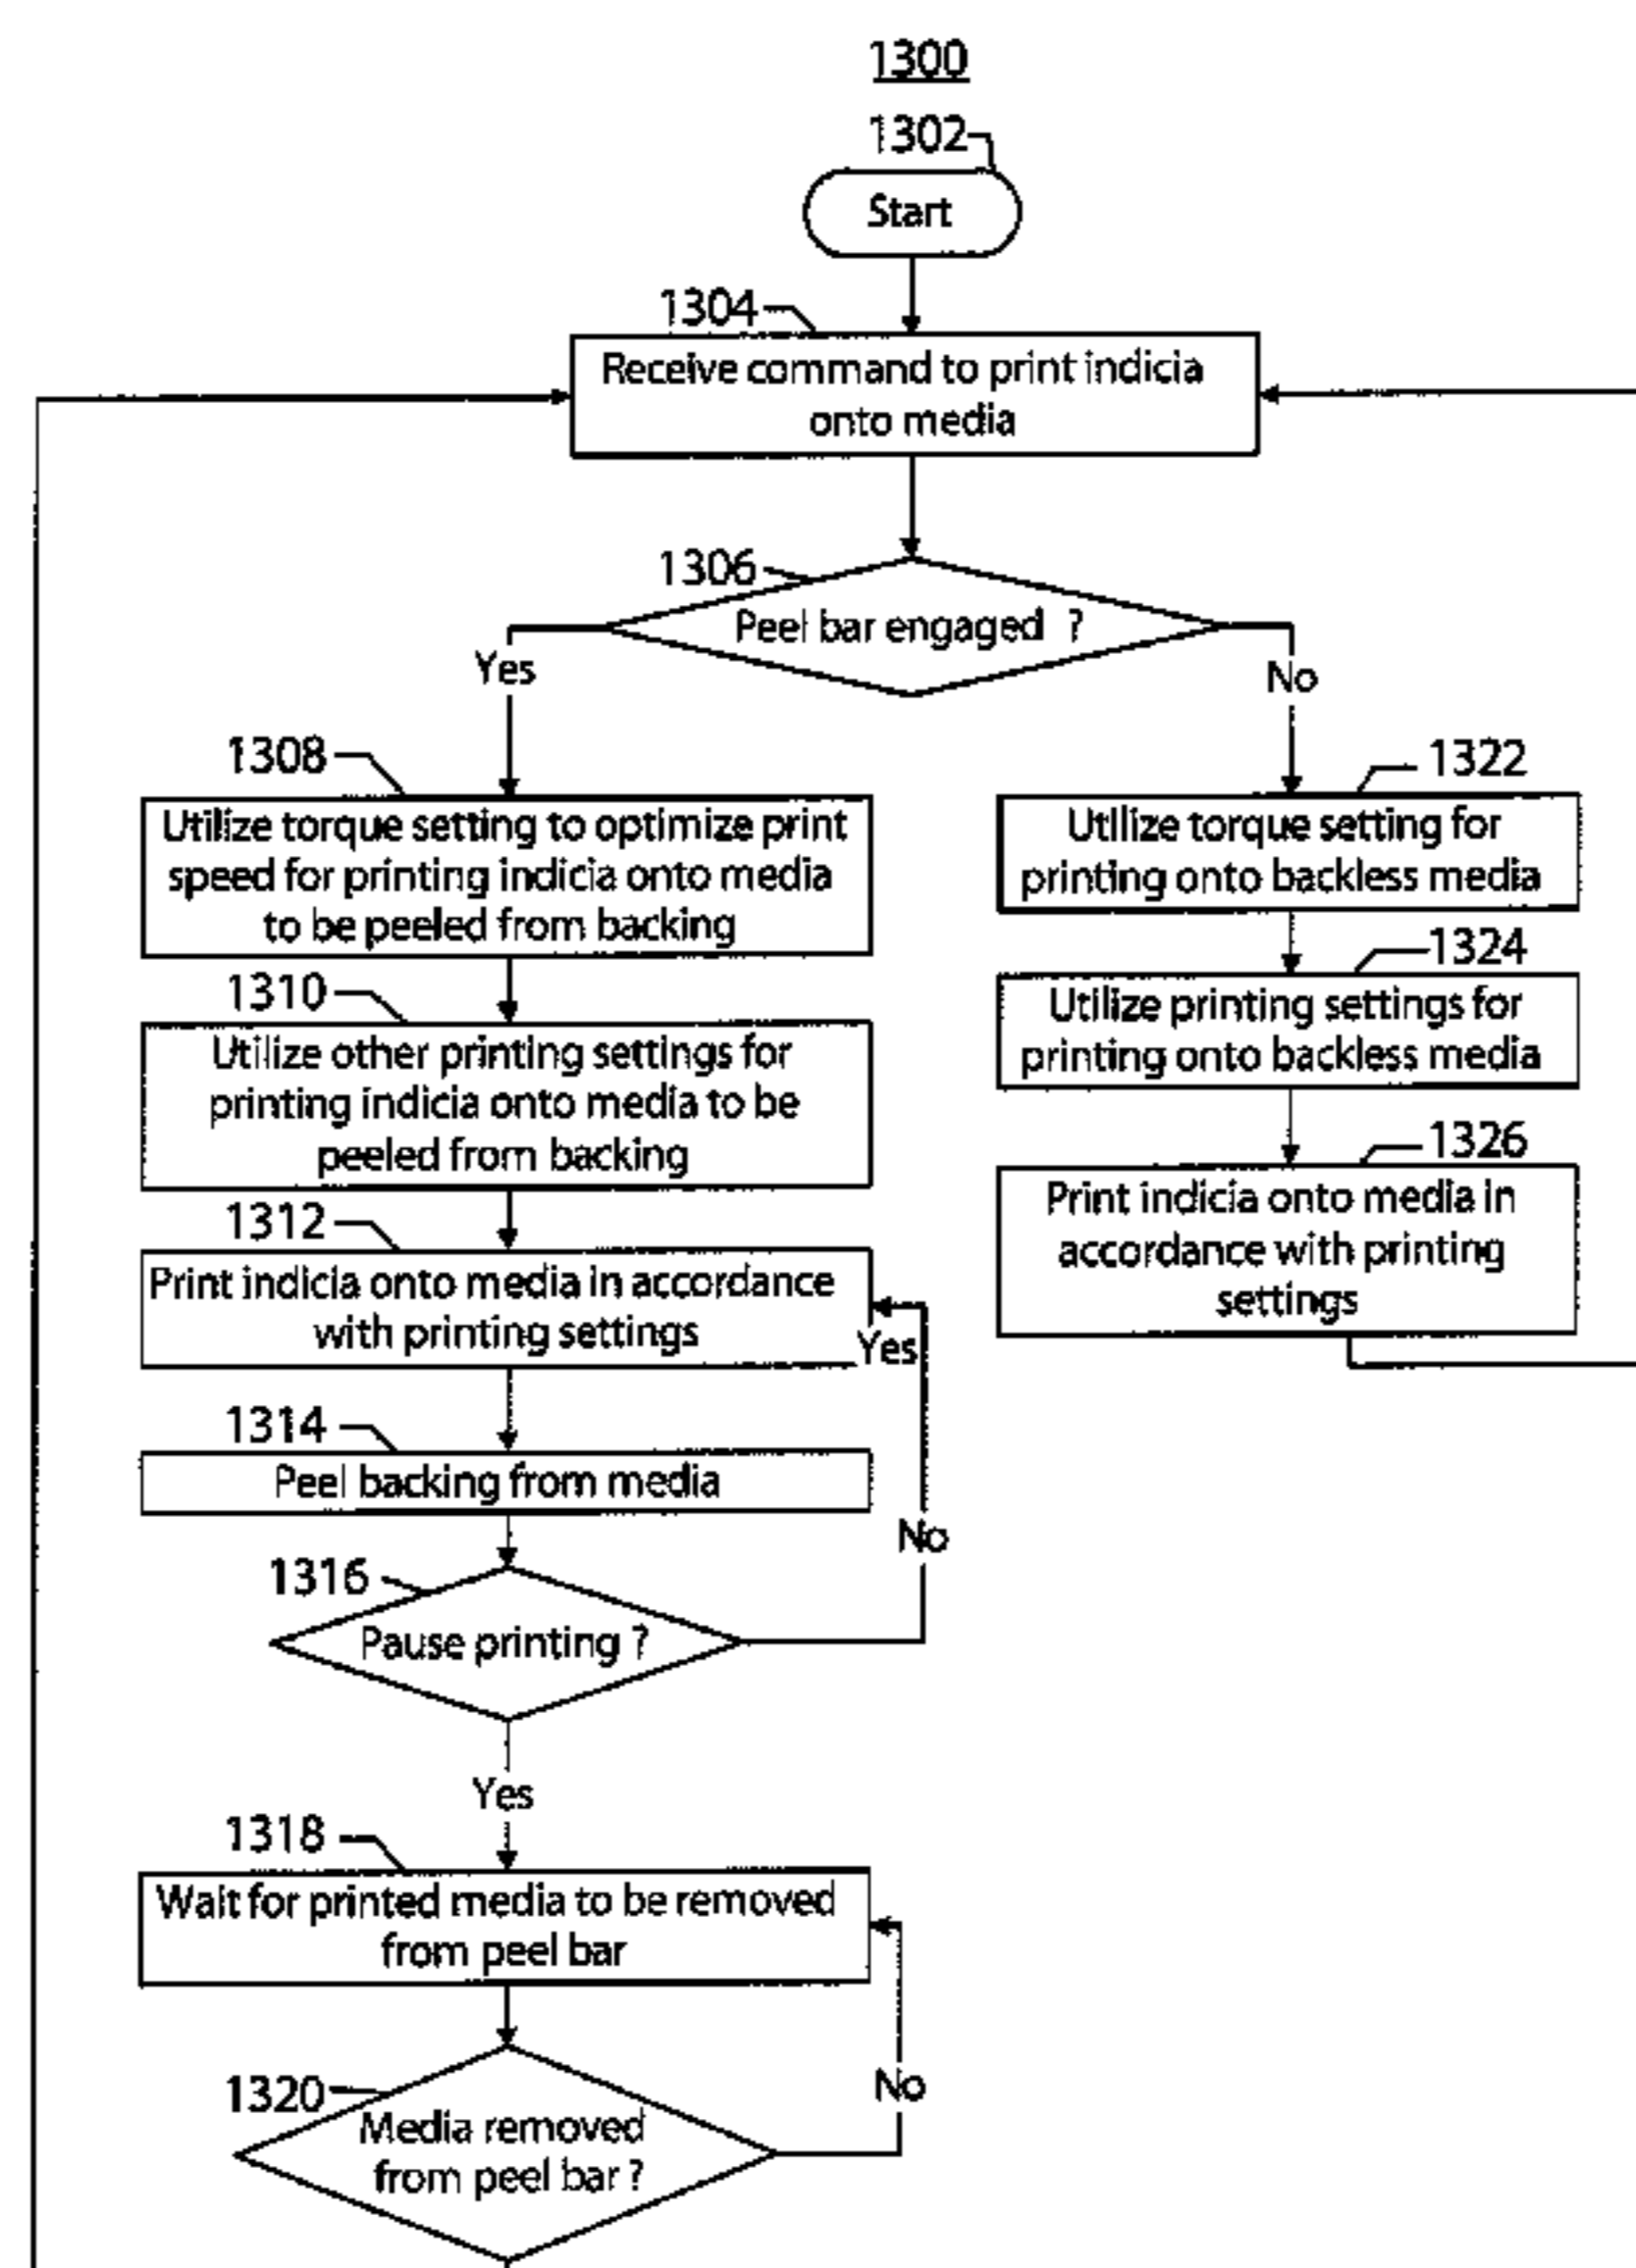 1300
1302
Start
1304
Receive command to print indicia
onto media
1306
Peel bar engaged ?
Yes
No
1308
Utilize torque setting to optimize print
speed for printing indicia onto media
to be peeled from backing
1310
Utilize other printing settings for
printing indicia onto media to be
peeled from backing
1312
Print indicia onto media in accordance
with printing settings
Yes
1314
Peel backing from media
No
1316
Pause printing ?
Yes
1318
Wait for printed media to be removed
from peel bar
1320
Media removed
from peel bar ?
No
1322
Utilize torque setting for
printing onto backless media
1324
Utilize printing settings for
printing onto backless media
1326
Print indicia onto media in
accordance with printing
settings